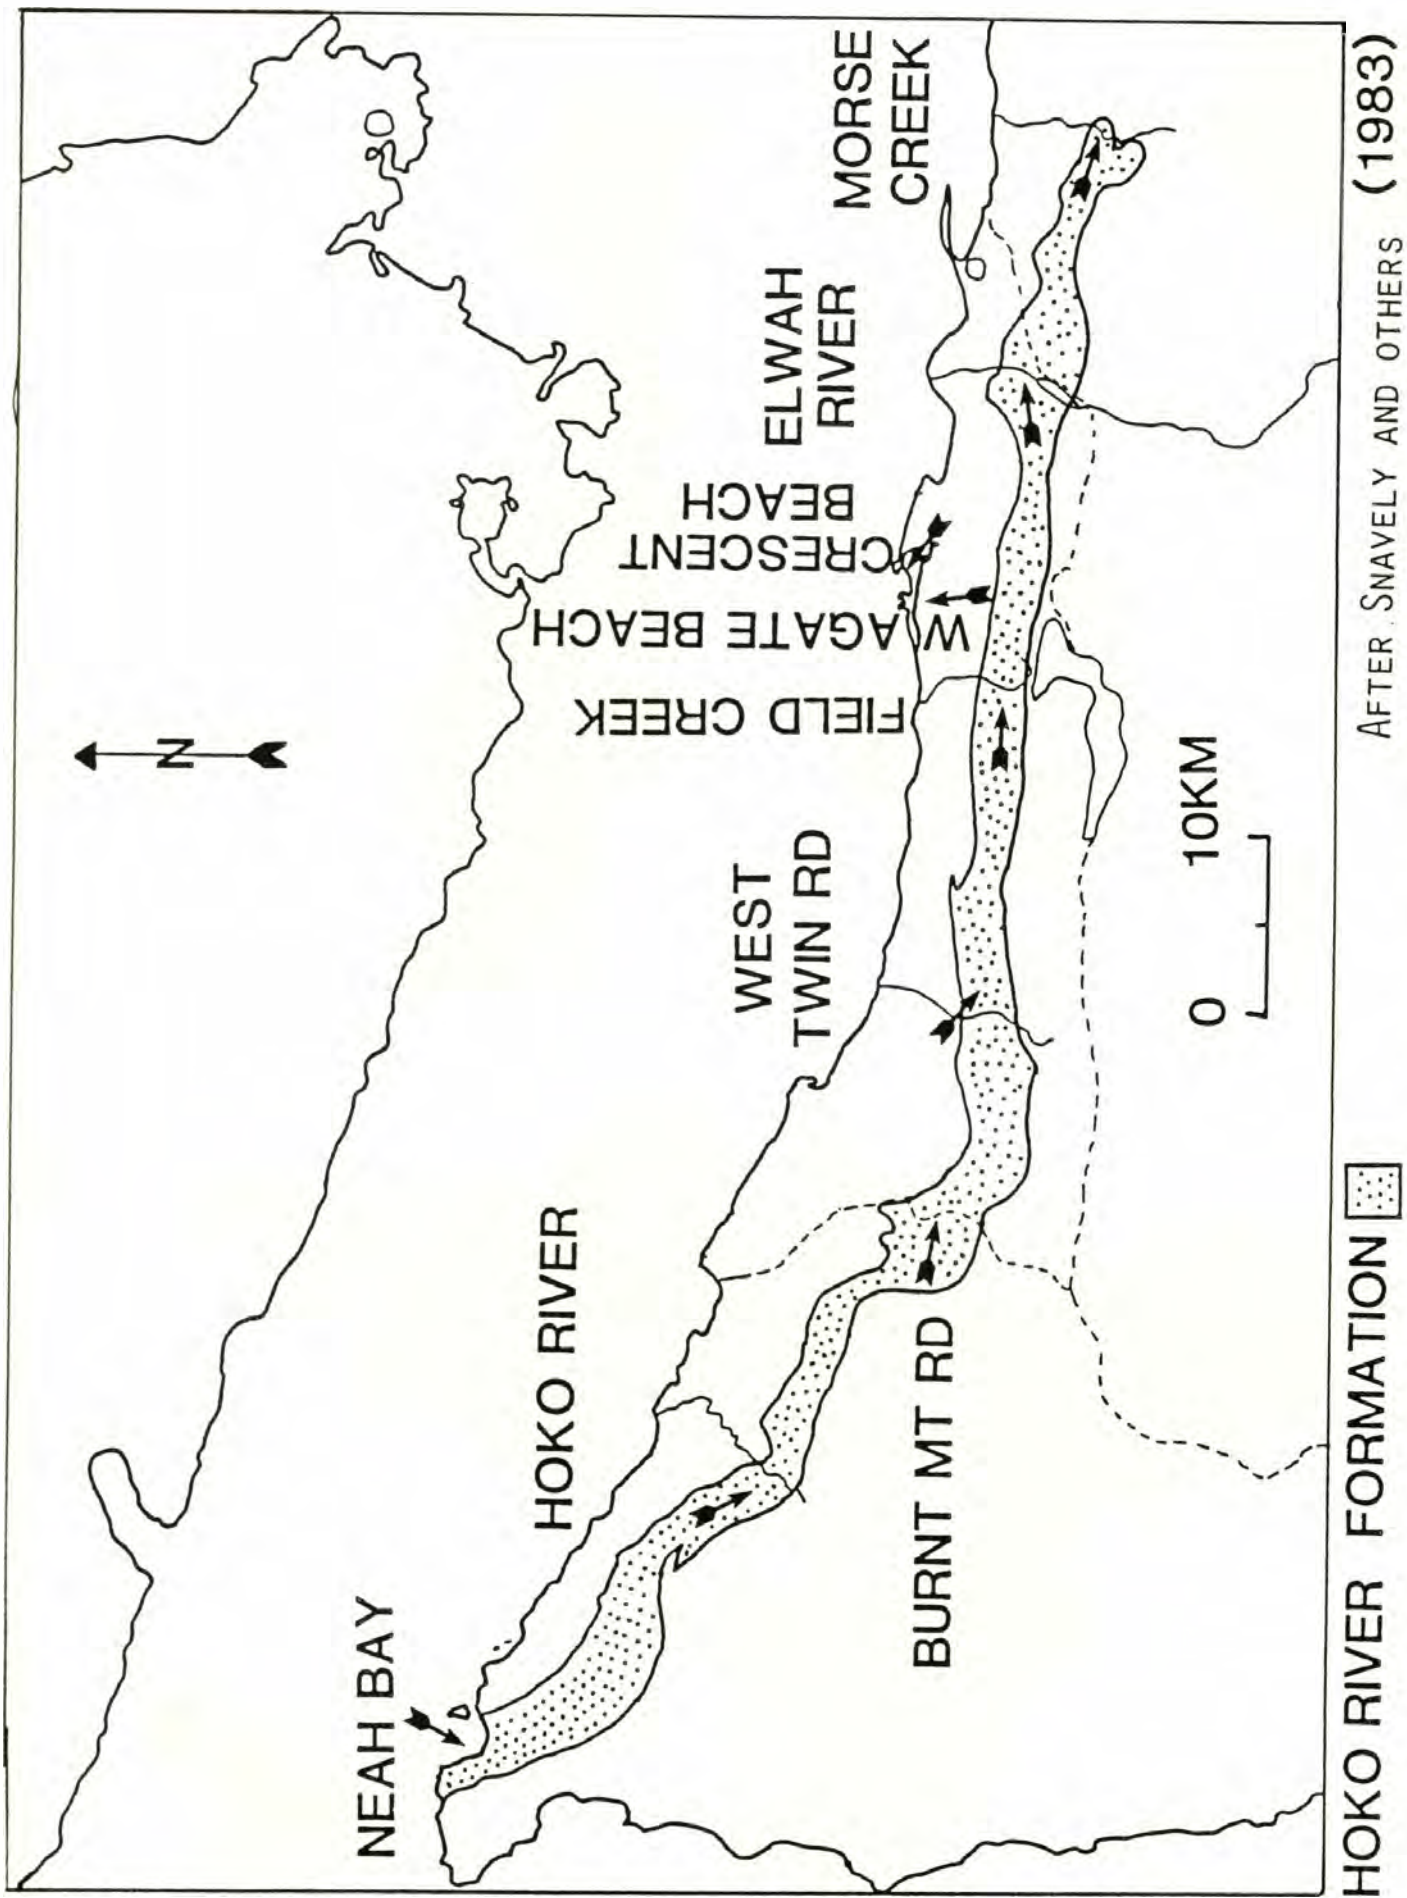 NEAH BAY
HOKO RIVER
BURNT MT RD
WEST
TWIN RD
FIELD CREEK
W AGATE BEACH
CRESCENT
BEACH
ELWAH
RIVER
MORSE
CREEK
N
0 10KM
HOKO RIVER FORMATION
AFTER SNAVELY AND OTHERS (1983)